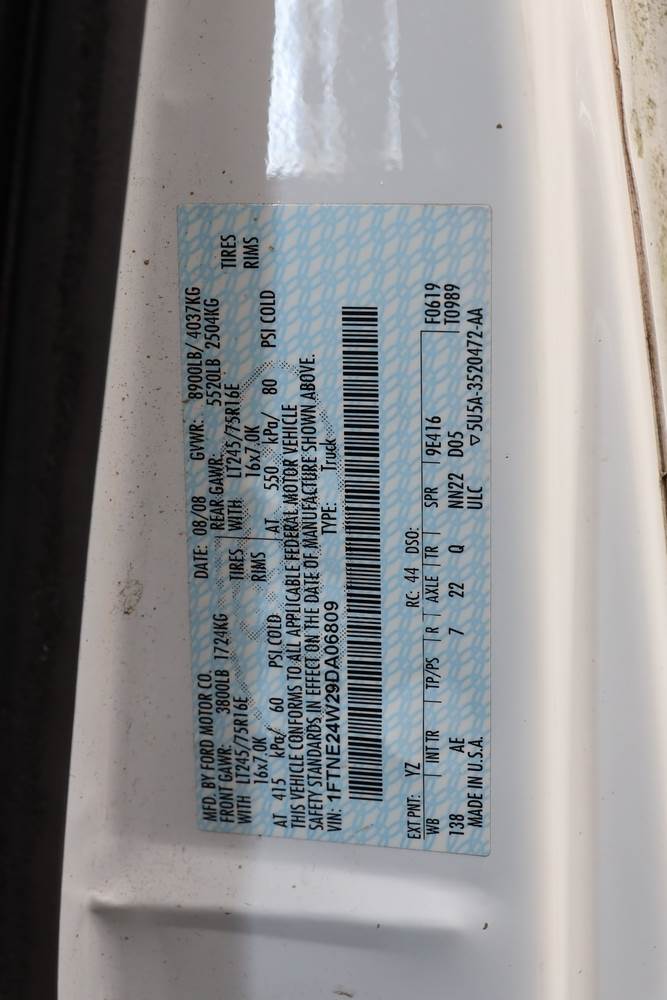 MFD. BY FORD MOTOR CO. DATE: 08/08 GVWR: 8900LB/ 4037KG
FRONT GAWR: 3800LB 1724KG REAR GAWR: 5520LB 2504KG
WITH LT245/75R16E TIRES WITH LT245/75R16E TIRES
16x7.0K RIMS 16x7.0K RIMS
AT 415 kPa/ 60 PSI COLD AT 550 kPa/ 80 PSI COLD
THIS VEHICLE CONFORMS TO ALL APPLICABLE FEDERAL MOTOR VEHICLE
SAFETY STANDARDS IN EFFECT ON THE DATE OF MANUFACTURE SHOWN ABOVE.
VIN: 1FTNE24W29DA06809 TYPE: Truck
EXT PNT: YZ RC: 44 DSO: F0619
WB INT TR TP/PS R AXLE TR SPR 9E416 T0989
138 AE 7 22 Q NN22 D05
MADE IN U.S.A. ULC ▽5U5A-3520472-AA